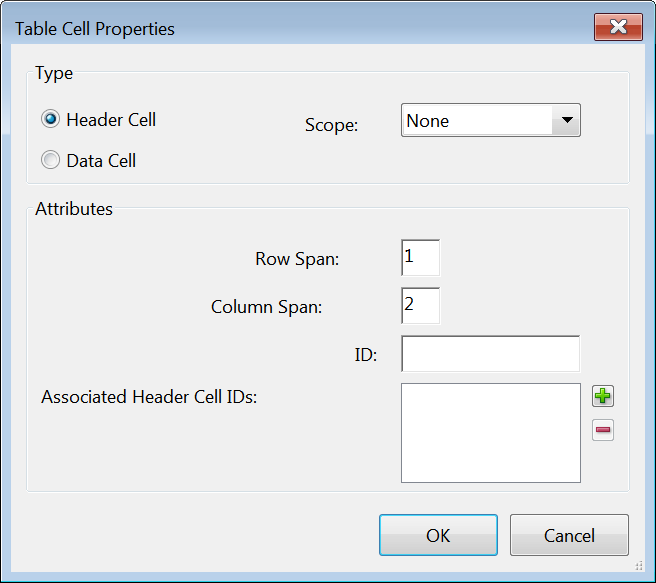 Table Cell Properties
Type
Header Cell
Scope:
None
Data Cell
Attributes
Row Span:
1
Column Span:
2
ID:
Associated Header Cell IDs:
OK
Cancel